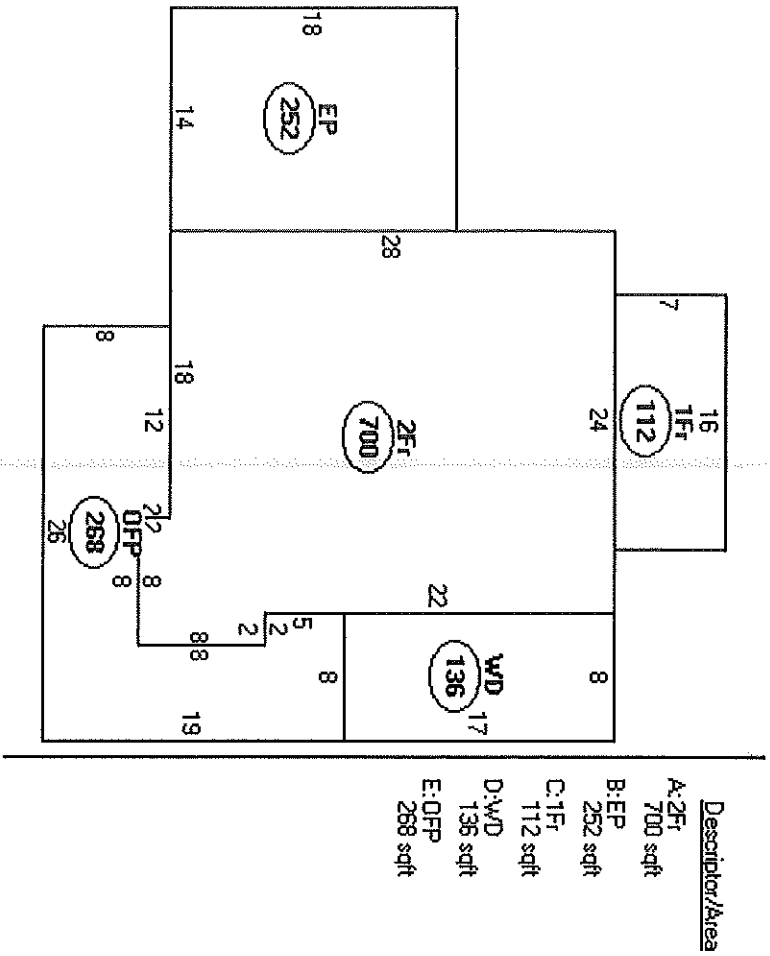 16
1Fr
7
112
24
8
WD
17
136
22
2Fr
28
700
EP
8
18
5
252
2
2
8 8
19
14
18
12
2 2
8
OFP
8
8
268
26
Descriptor/Area
A:2Fr
700 sqft
B:EP
252 sqft
C:1Fr
112 sqft
D:WD
136 sqft
E:OFP
268 sqft